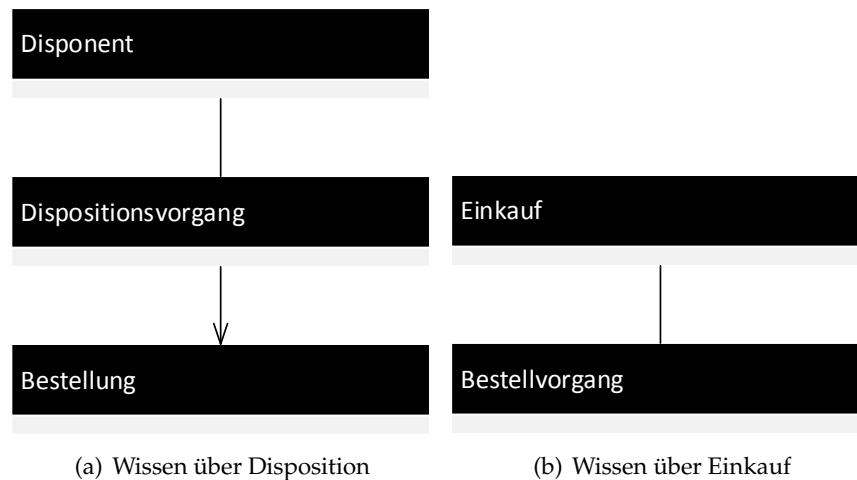 Disponent
Dispositionsvorgang
Bestellung
(a) Wissen über Disposition
Einkauf
Bestellvorgang
(b) Wissen über Einkauf